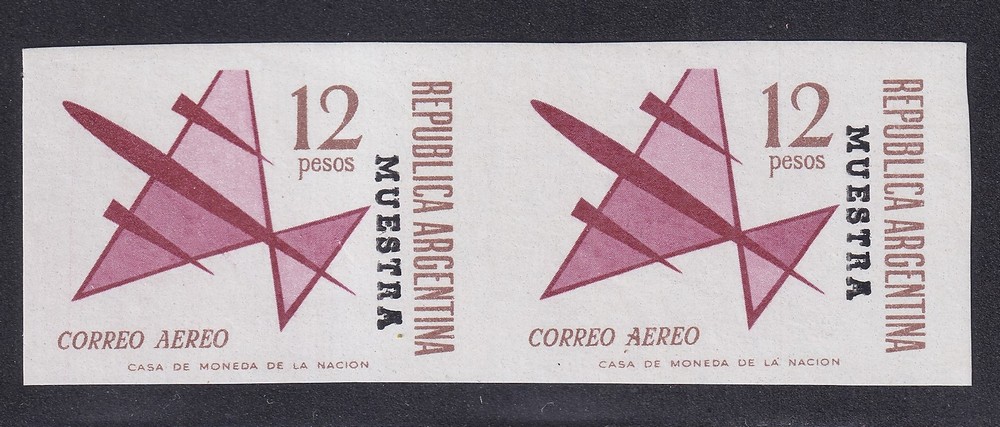 12
pesos
REPUBLICA ARGENTINA
MUESTRA
CORREO AEREO
CASA DE MONEDA DE LA NACION
12
pesos
REPUBLICA ARGENTINA
MUESTRA
CORREO AEREO
CASA DE MONEDA DE LA NACION